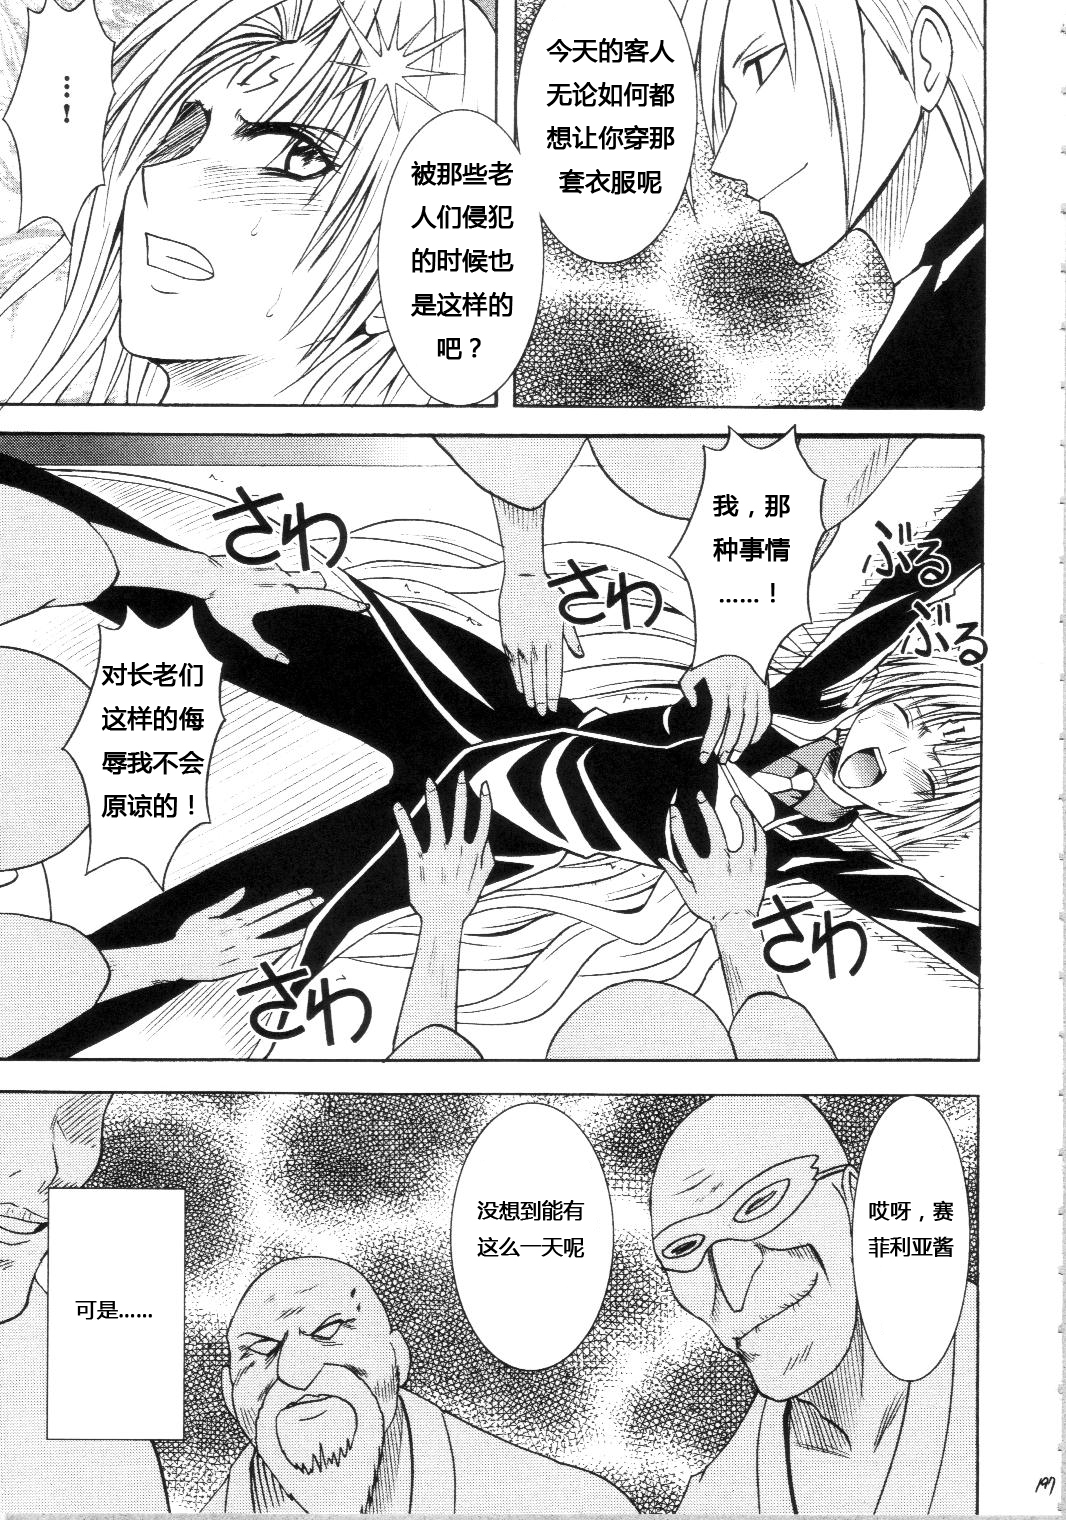 今天的客人
无论如何都
想让你穿那
套衣服呢
被那些老
人们侵犯
的时候也
是这样的
吧？
…！
我，那
种事情
……！
ぶる
ぶる
さわ
さわ
对长老们
这样的侮
辱我不会
原谅的！
さわ
さわ
哎呀，赛
菲利亚酱
没想到能有
这么一天呢
可是……
197